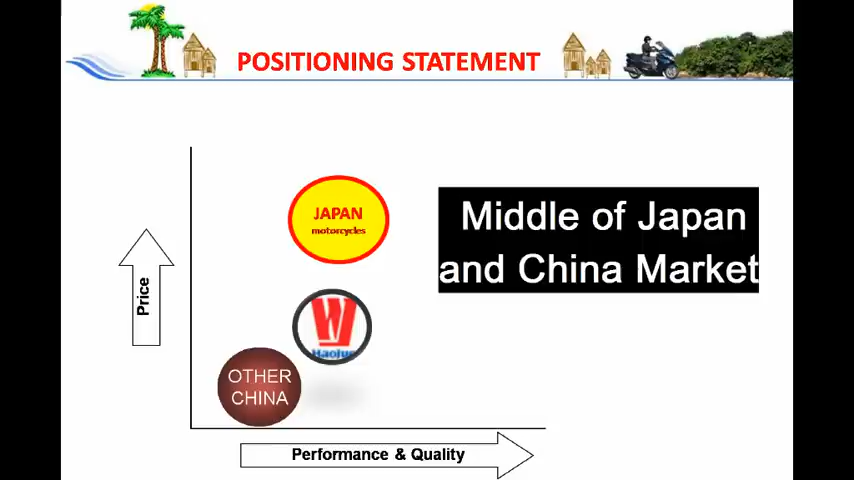 POSITIONING STATEMENT
JAPAN
motorcycles
Middle of Japan
and China Market
Price
OTHER
CHINA
Performance & Quality